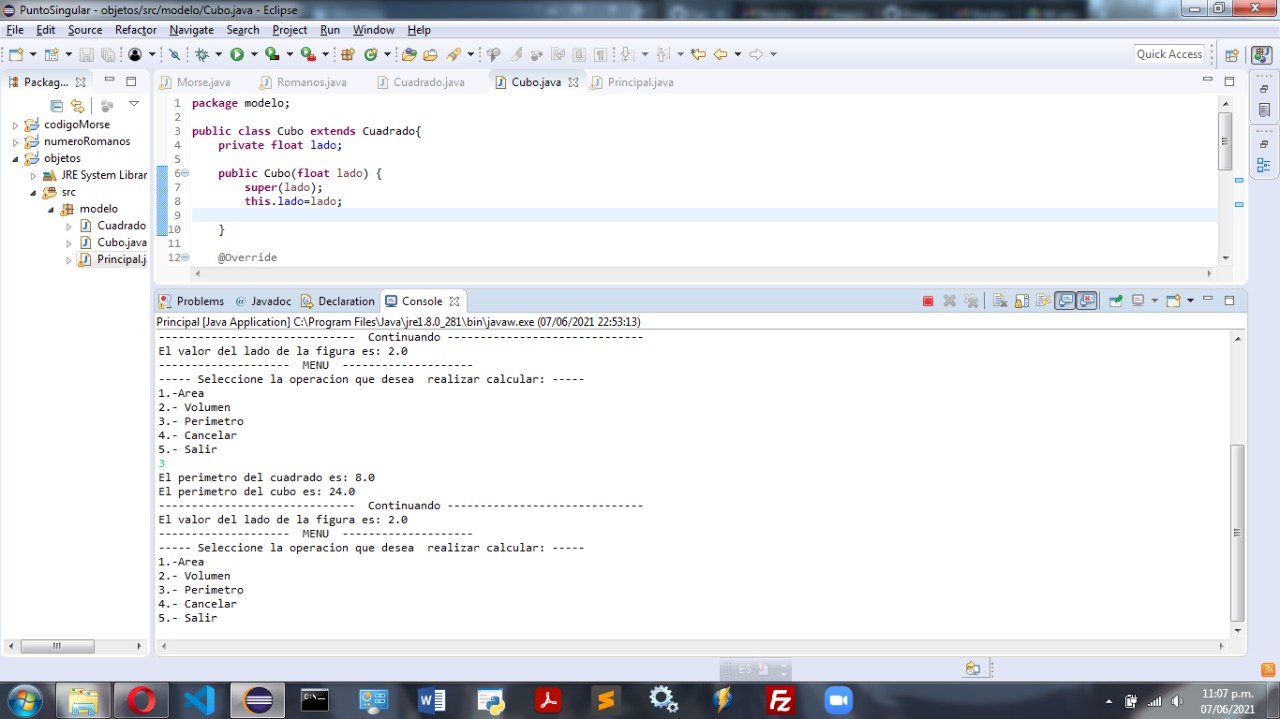 PuntoSingular - objetos/src/modelo/Cubo.java - Eclipse
File Edit Source Refactor Navigate Search Project Run Window Help
Quick Access
Packag...
Morse.java Romanos.java Cuadrado.java Cubo.java Principal.java
codigoMorse
numeroRomanos
objetos
JRE System Librar
src
modelo
Cuadrado
Cubo.java
Principal.j
1 package modelo;
2
3 public class Cubo extends Cuadrado{
4 private float lado;
5
6 public Cubo(float lado) {
7 super(lado);
8 this.lado=lado;
9
10 }
11
12 @Override
Problems @ Javadoc Declaration Console
Principal [Java Application] C:\Program Files\Java\jre1.8.0_281\bin\javaw.exe (07/06/2021 22:53:13)
------------------------------ Continuando ------------------------------
El valor del lado de la figura es: 2.0
-------------------- MENU --------------------
----- Seleccione la operacion que desea  realizar calcular: -----
1.-Area
2.- Volumen
3.- Perimetro
4.- Cancelar
5.- Salir
3
El perimetro del cuadrado es: 8.0
El perimetro del cubo es: 24.0
------------------------------ Continuando ------------------------------
El valor del lado de la figura es: 2.0
-------------------- MENU --------------------
----- Seleccione la operacion que desea  realizar calcular: -----
1.-Area
2.- Volumen
3.- Perimetro
4.- Cancelar
5.- Salir
ES
11:07 p.m.
07/06/2021